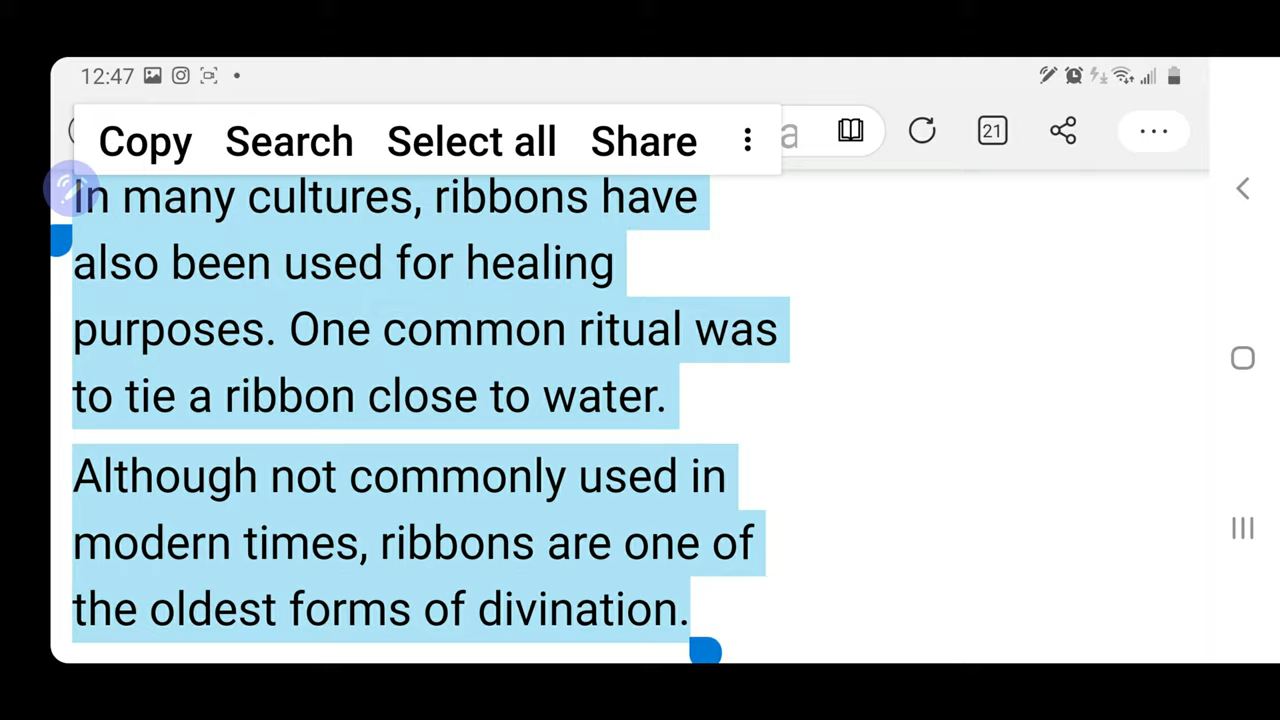 12:47
Copy Search Select all Share
a
21
In many cultures, ribbons have
also been used for healing
purposes. One common ritual was
to tie a ribbon close to water.
Although not commonly used in
modern times, ribbons are one of
the oldest forms of divination.